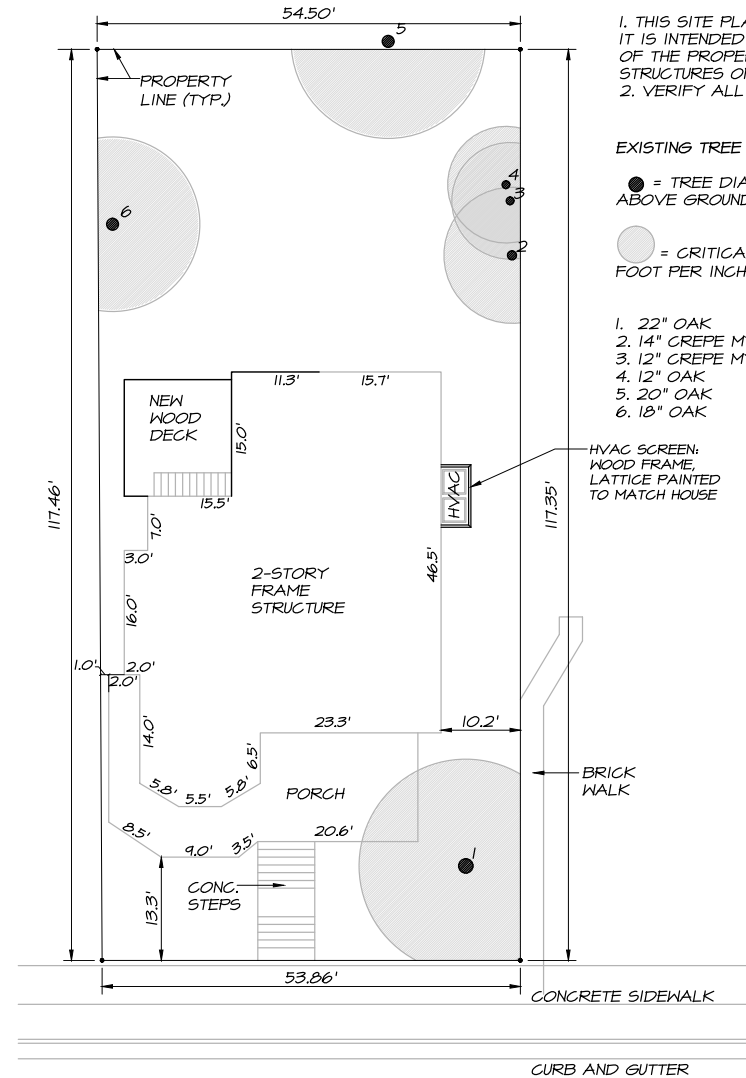 54.50'
5
1. THIS SITE PLA
IT IS INTENDED
OF THE PROPE
STRUCTURES O
2. VERIFY ALL
PROPERTY
LINE (TYP.)
EXISTING TREE
= TREE DIA
ABOVE GROUND
4
3
6
2
= CRITICA
FOOT PER INCH
1. 22" OAK
2. 14" CREPE M
3. 12" CREPE M
4. 12" OAK
5. 20" OAK
6. 18" OAK
11.3'
15.7'
NEW
WOOD
DECK
15.0'
HVAC SCREEN:
WOOD FRAME,
LATTICE PAINTED
TO MATCH HOUSE
HVAC
117.46'
117.35'
15.5'
7.0'
3.0'
46.5'
2-STORY
FRAME
STRUCTURE
16.0'
1.0'
2.0'
2.0'
14.0'
23.3'
10.2'
6.5'
5.8'
5.5'
5.8'
PORCH
BRICK
WALK
8.5'
9.0'
3.5'
20.6'
1
CONC.
STEPS
13.3'
53.86'
CONCRETE SIDEWALK
CURB AND GUTTER